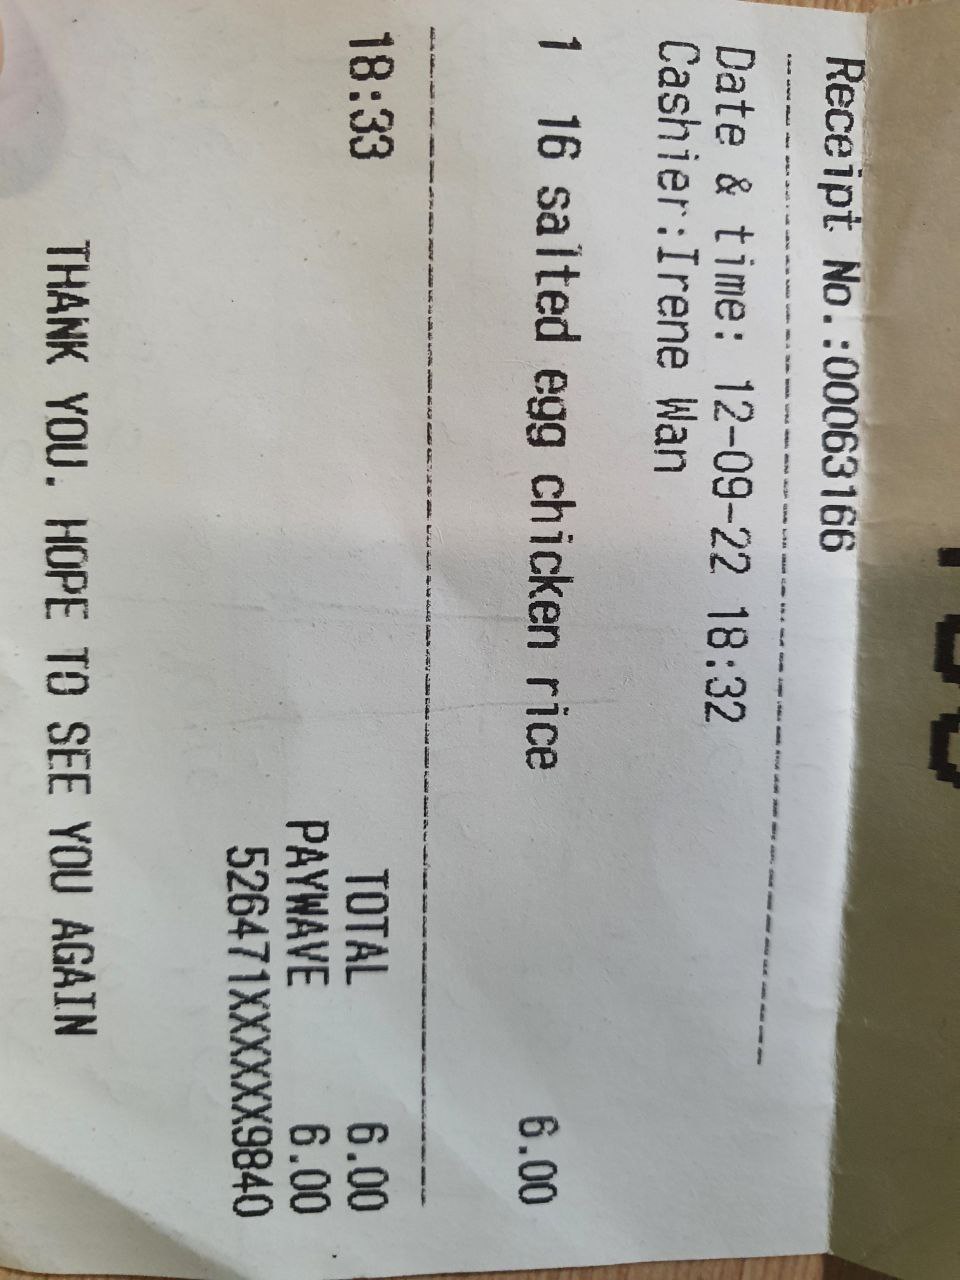 Receipt No.:00063166
Date & time: 12-09-22 18:32
Cashier:Irene Wan
1 16 salted egg chicken rice 6.00
18:33 TOTAL 6.00
PAYWAVE 6.00
526471XXXXXX9840
THANK YOU. HOPE TO SEE YOU AGAIN